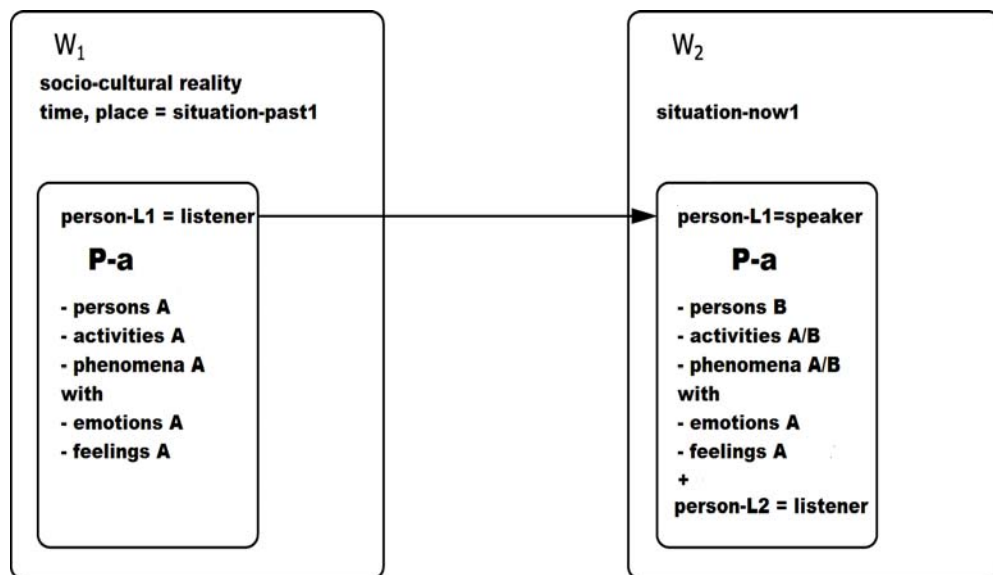 W₁
socio-cultural reality
time, place = situation-past1
person-L1 = listener
P-a
- persons A
- activities A
- phenomena A
with
- emotions A
- feelings A
W₂
situation-now1
person-L1=speaker
P-a
- persons B
- activities A/B
- phenomena A/B
with
- emotions A
- feelings A
+
person-L2 = listener